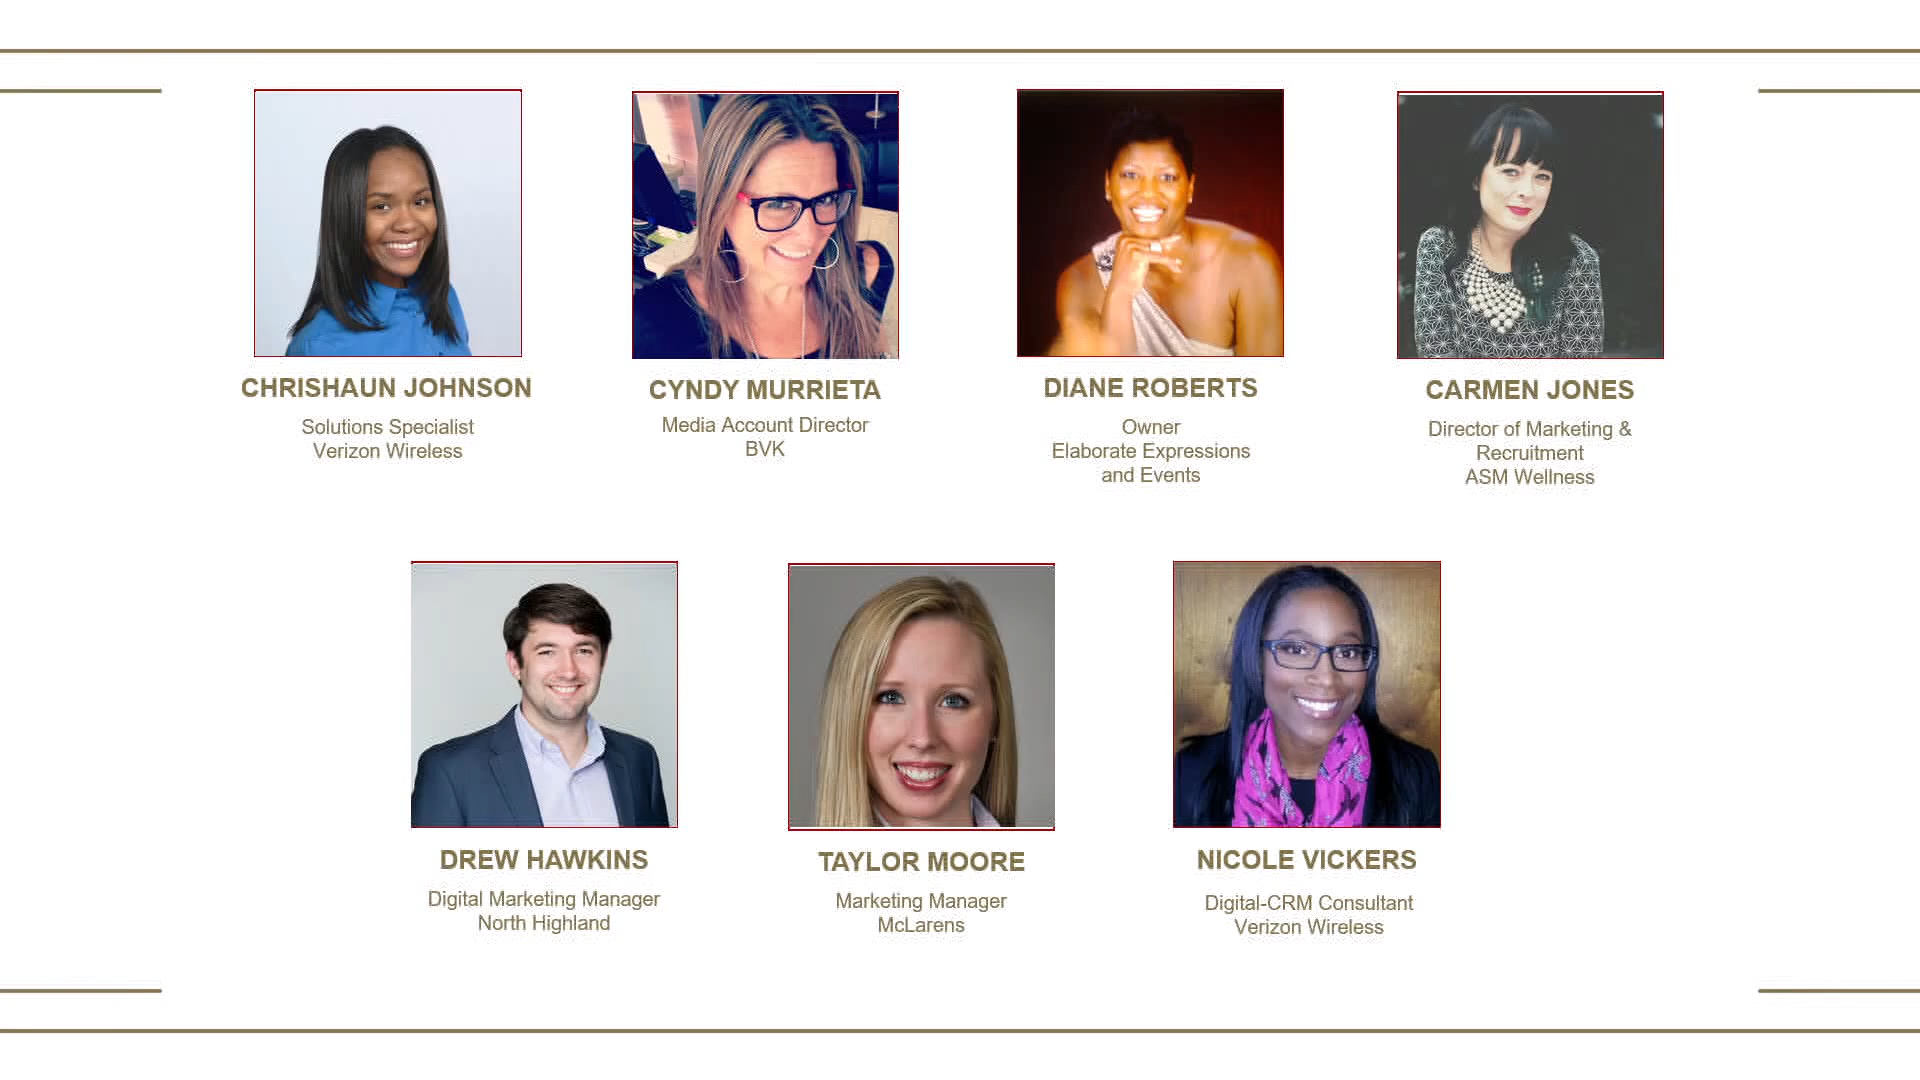 CHRISHAUN JOHNSON
Solutions Specialist
Verizon Wireless
CYNDY MURRIETA
Media Account Director
BVK
DIANE ROBERTS
Owner
Elaborate Expressions
and Events
CARMEN JONES
Director of Marketing &
Recruitment
ASM Wellness
DREW HAWKINS
Digital Marketing Manager
North Highland
TAYLOR MOORE
Marketing Manager
McLarens
NICOLE VICKERS
Digital-CRM Consultant
Verizon Wireless